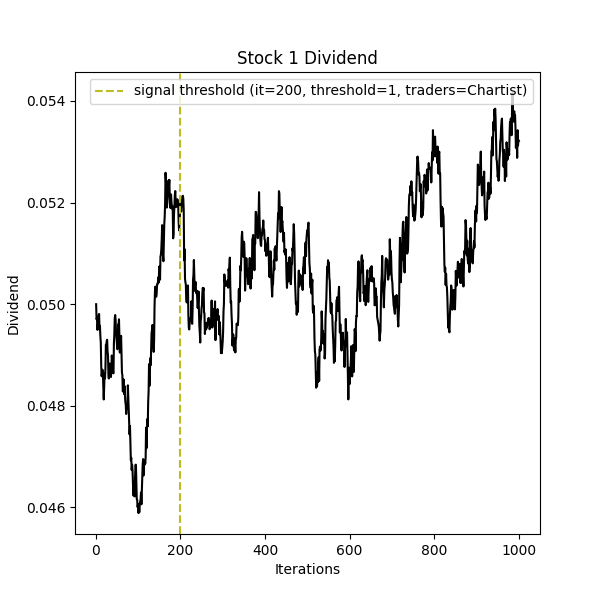 Stock 1 Dividend
signal threshold (it=200, threshold=1, traders=Chartist)
0.054
0.052
0.050
0.048
0.046
Dividend
0 200 400 600 800 1000
Iterations